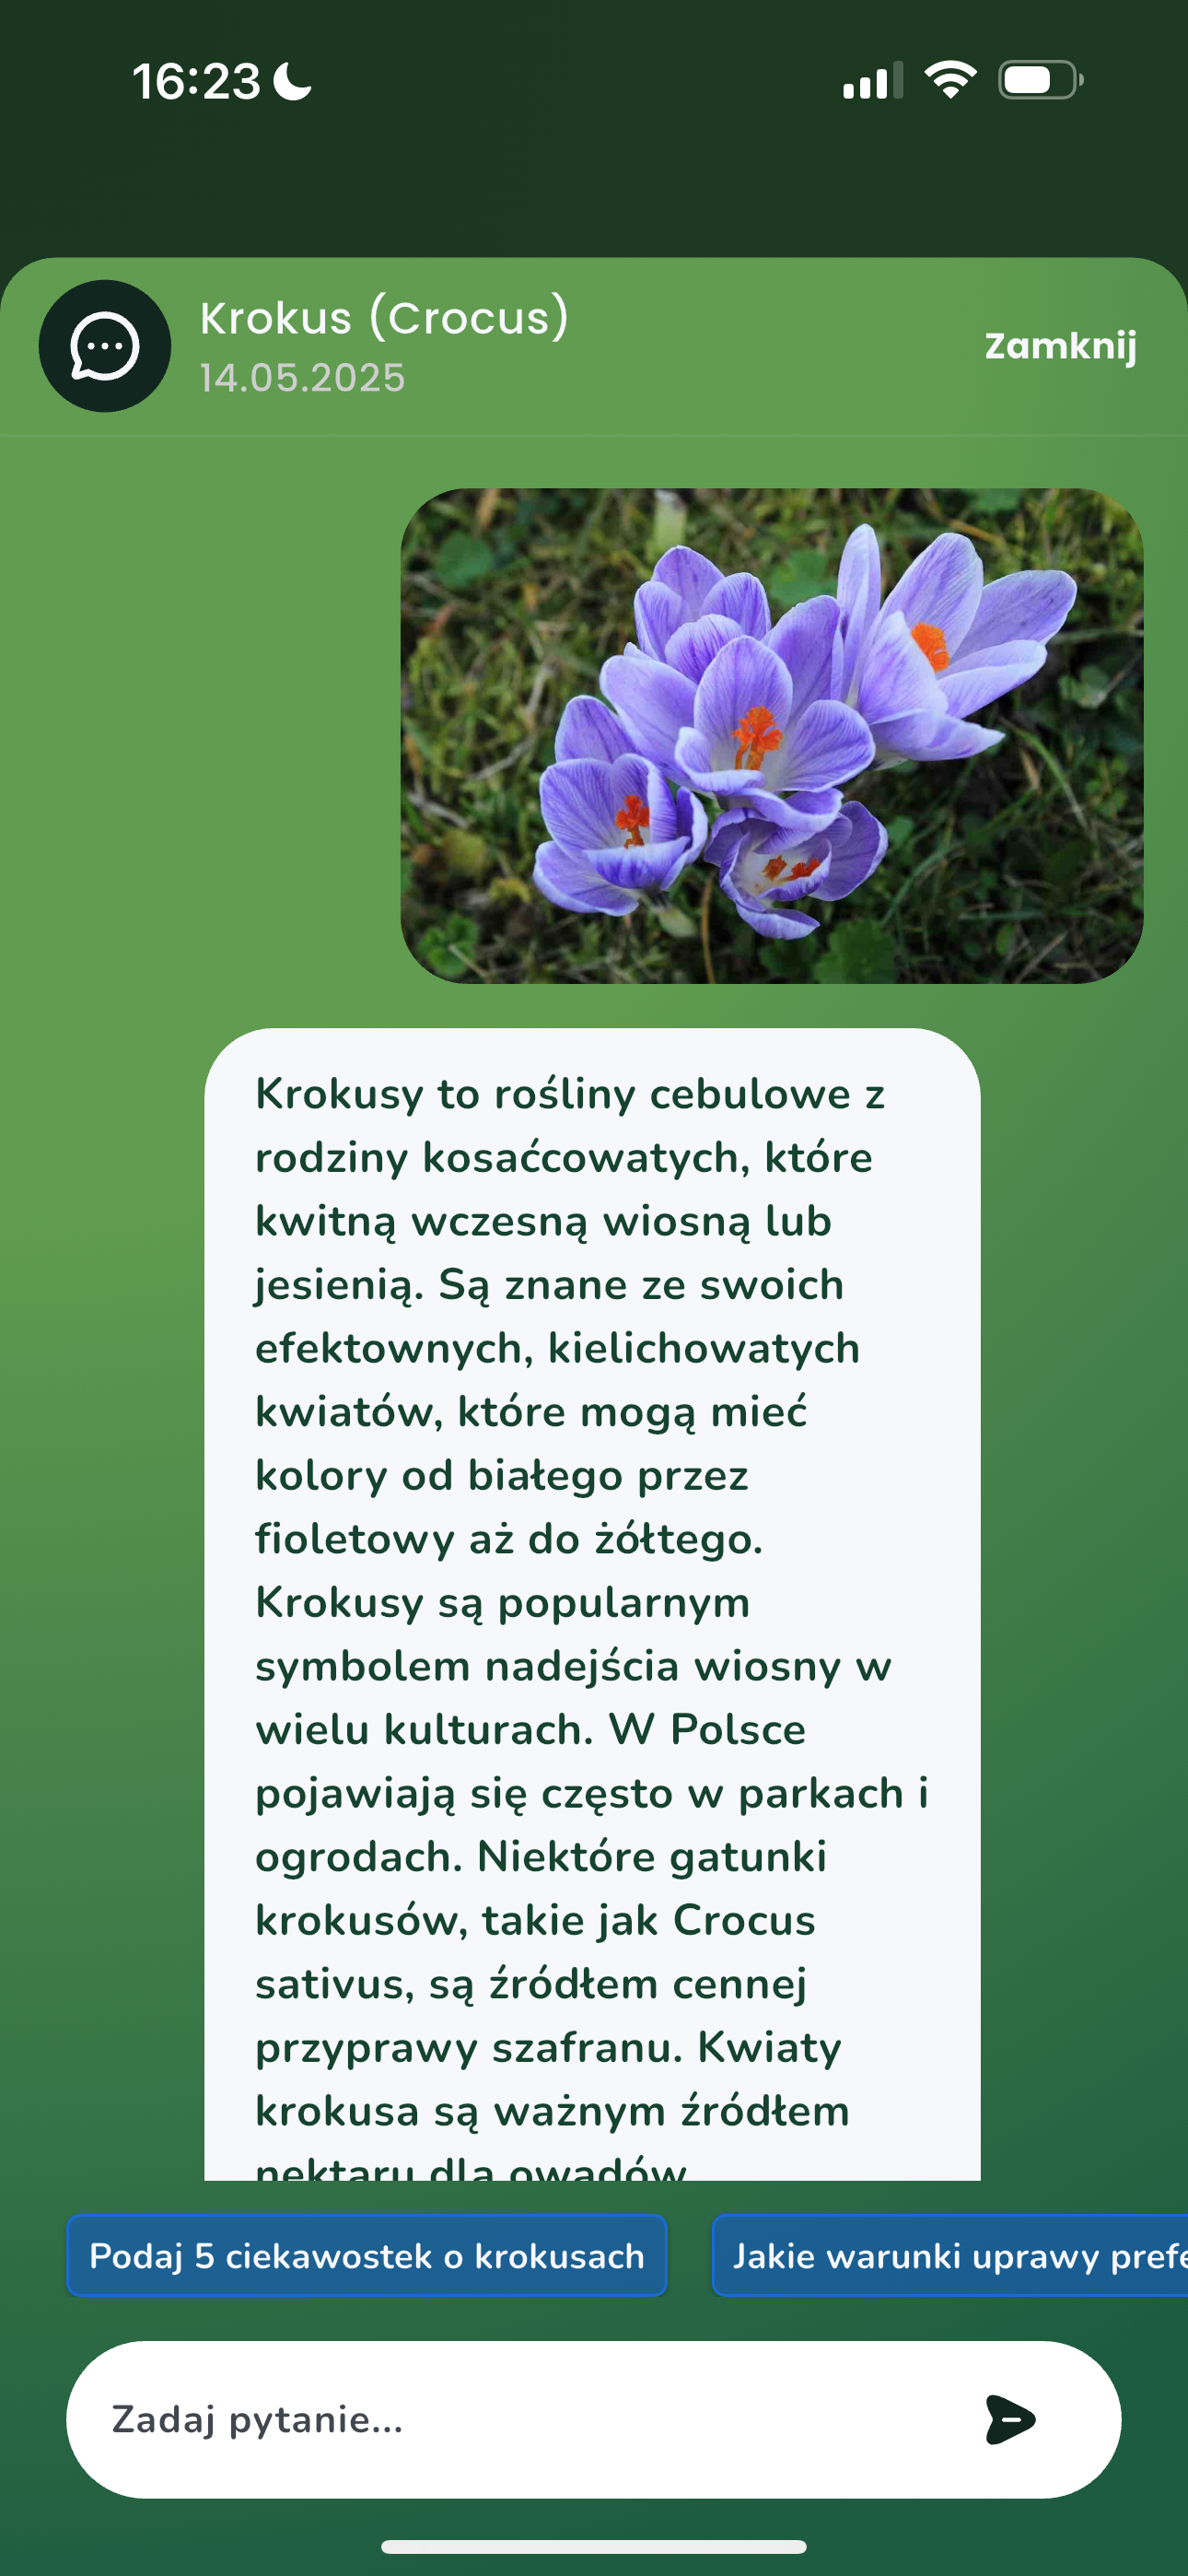 16:23
Krokus (Crocus)
14.05.2025
Zamknij
Krokusy to rośliny cebulowe z
rodziny kosaćcowatych, które
kwitną wczesną wiosną lub
jesienią. Są znane ze swoich
efektownych, kielichowatych
kwiatów, które mogą mieć
kolory od białego przez
fioletowy aż do żółtego.
Krokusy są popularnym
symbolem nadejścia wiosny w
wielu kulturach. W Polsce
pojawiają się często w parkach i
ogrodach. Niektóre gatunki
krokusów, takie jak Crocus
sativus, są źródłem cennej
przyprawy szafranu. Kwiaty
krokusa są ważnym źródłem
nektaru dla owadów
Podaj 5 ciekawostek o krokusach
Jakie warunki uprawy prefe
Zadaj pytanie...